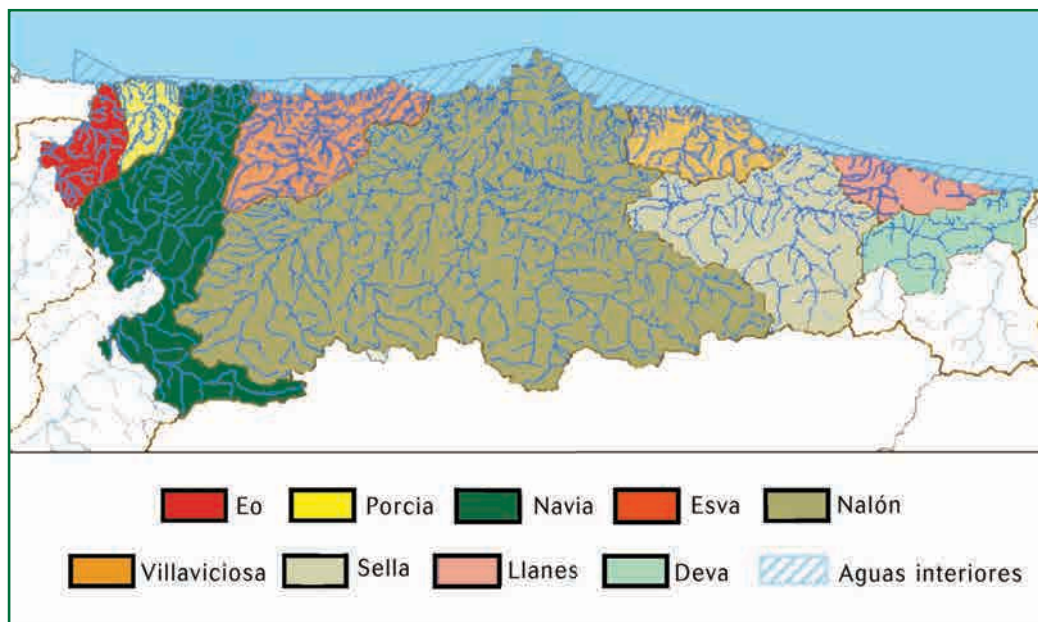 Eo Porcia Navia Esva Nalón
Villaviciosa Sella Llanes Deva Aguas interiores